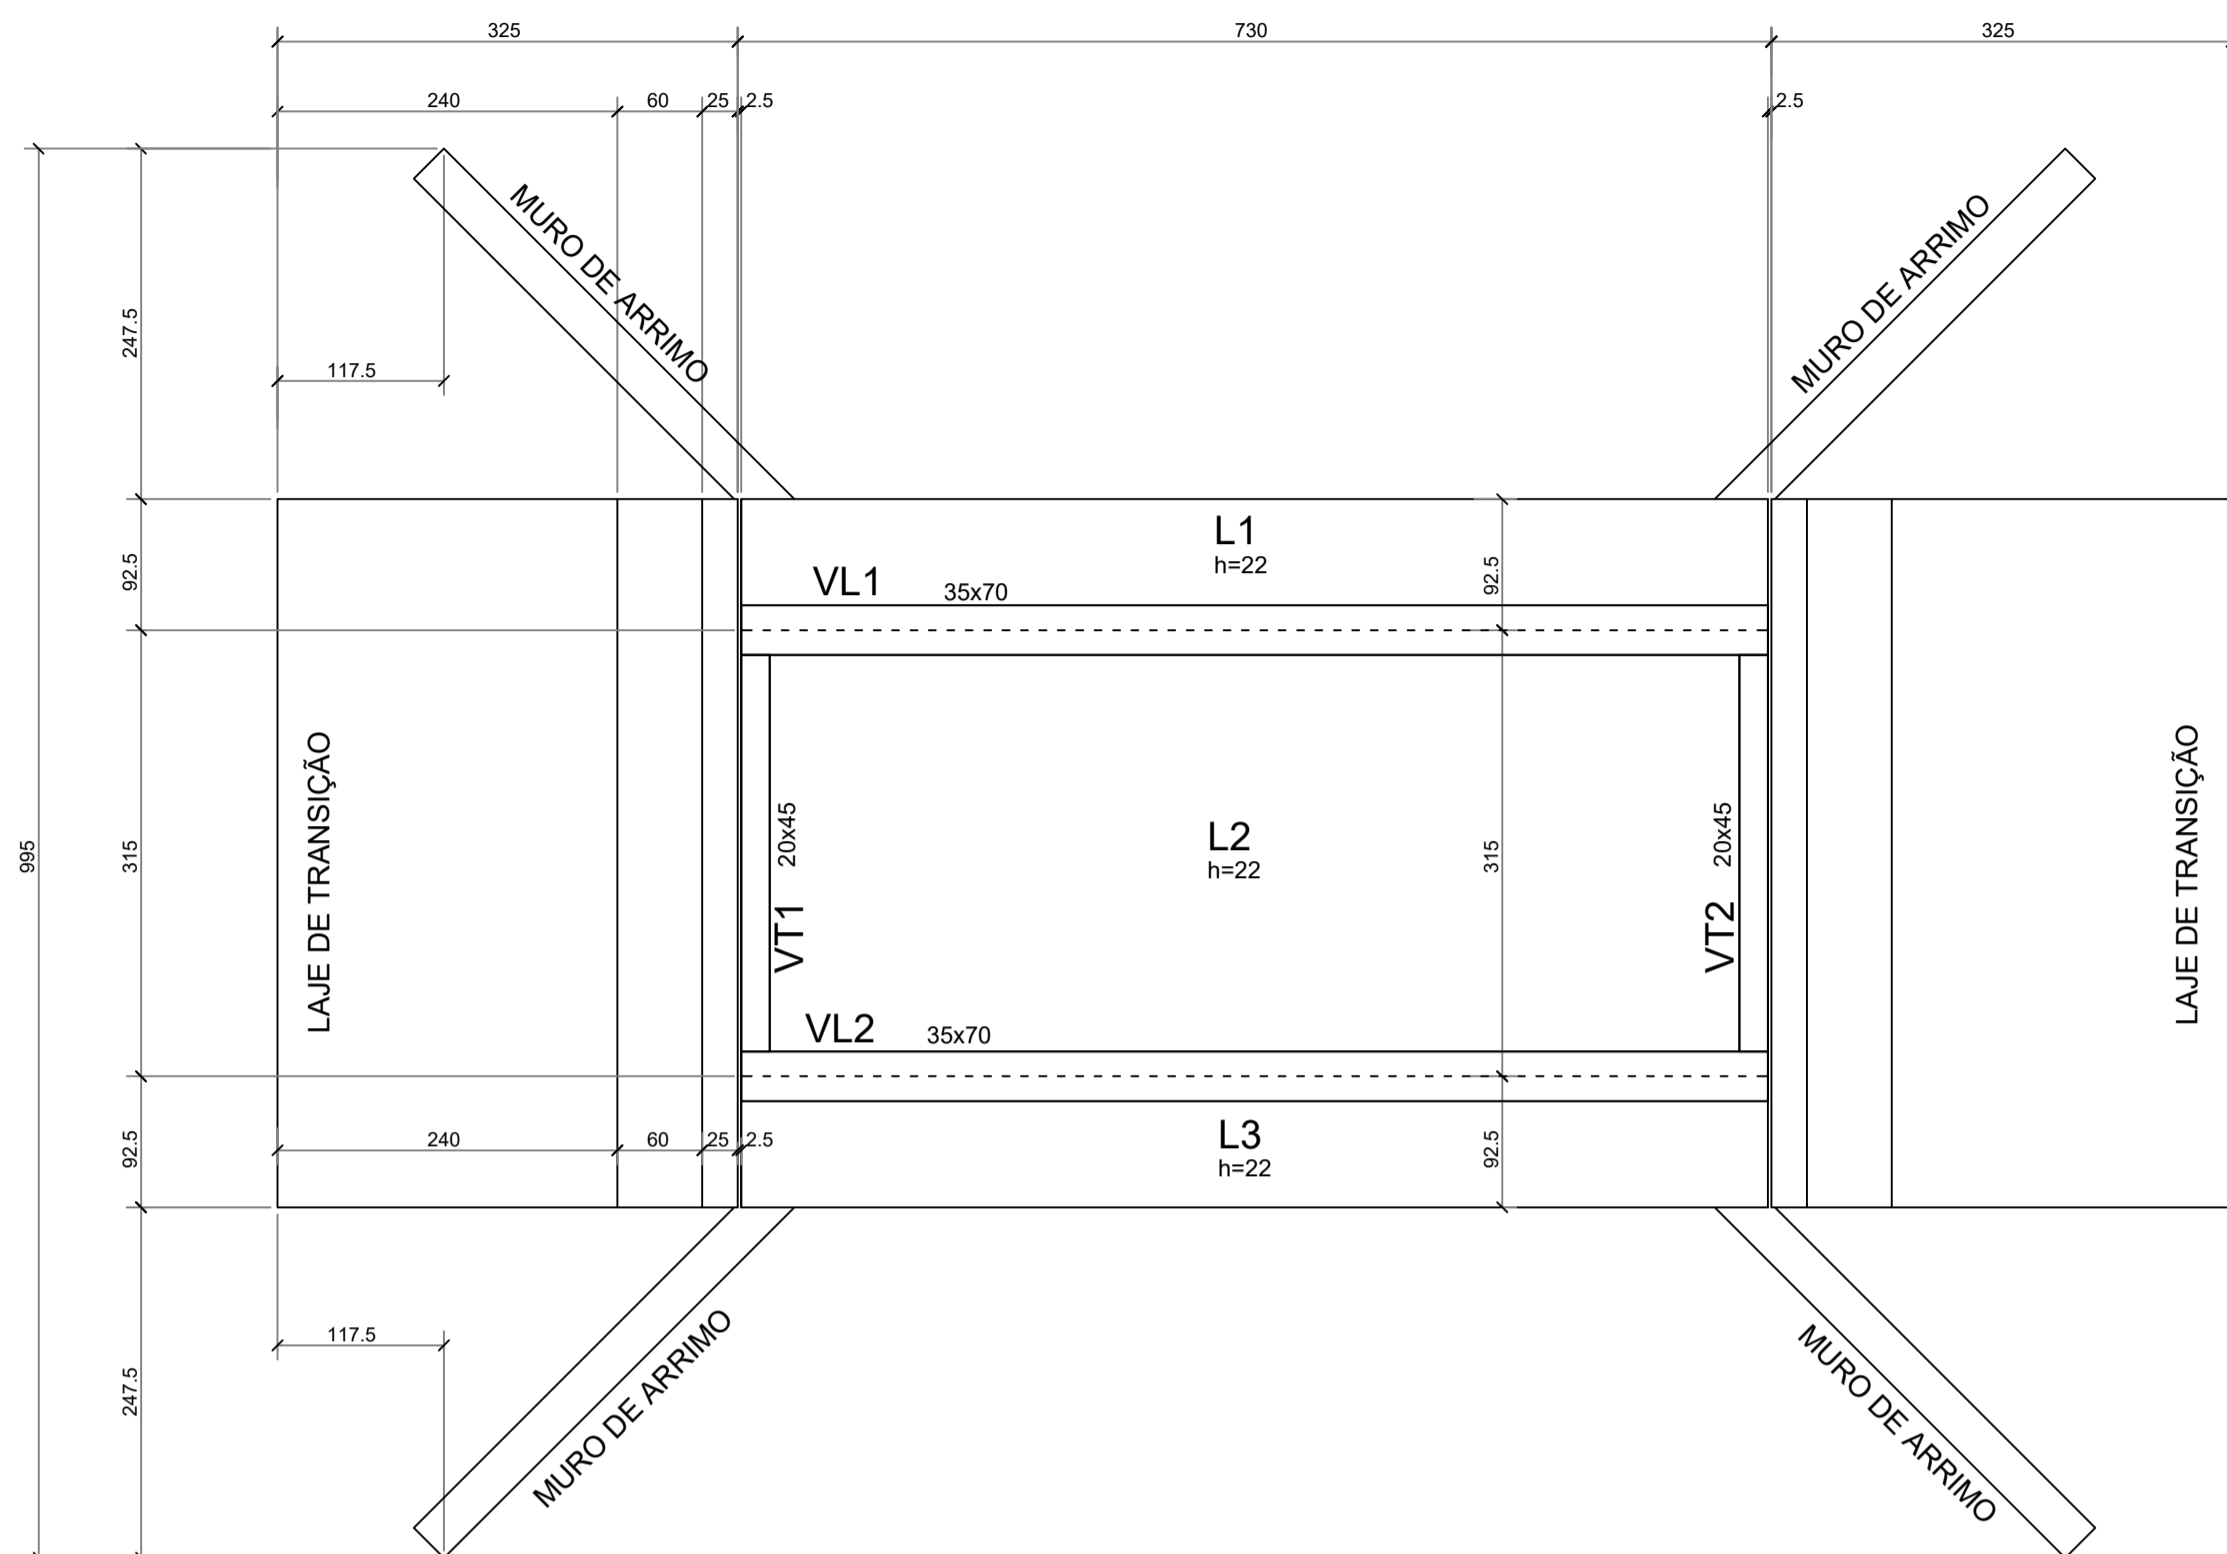 325
730
325
240
60
25
2.5
2.5
MURO DE ARRIMO
MURO DE ARRIMO
247.5
117.5
L1
h=22
92.5
92.5
VL1
35x70
LAJE DE TRANSIÇÃO
995
315
VT1
20x45
L2
h=22
315
VT2
20x45
LAJE DE TRANSIÇÃO
VL2
35x70
92.5
240
60
25
2.5
L3
h=22
92.5
117.5
247.5
MURO DE ARRIMO
MURO DE ARRIMO